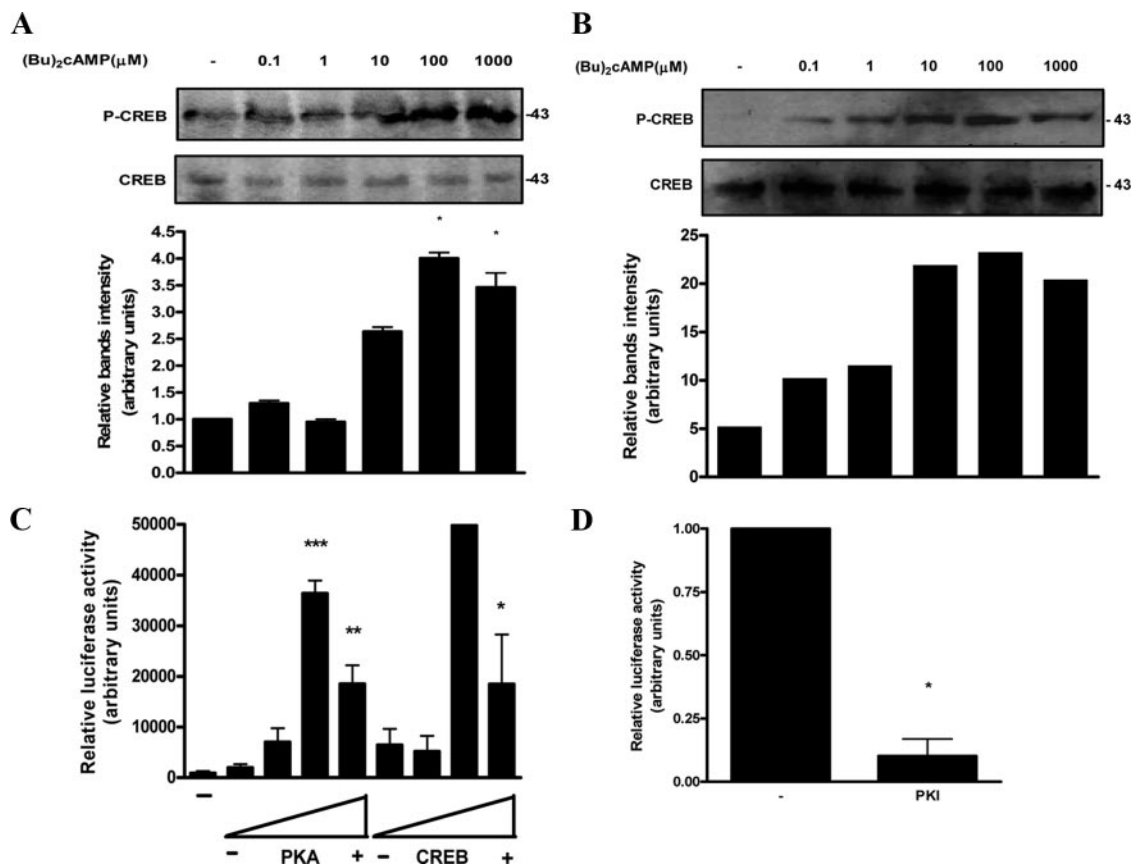 A
(Bu)₂cAMP(μM) - 0.1 1 10 100 1000
P-CREB -43
CREB -43
* *
4.5
4.0
3.5
3.0
2.5
2.0
1.5
1.0
0.5
0.0
Relative bands intensity
(arbitrary units)
B
(Bu)₂cAMP(μM) - 0.1 1 10 100 1000
P-CREB - 43
CREB - 43
25
20
15
10
5
0
Relative bands intensity
(arbitrary units)
C
50000
40000
30000
20000
10000
0
Relative luciferase activity
(arbitrary units)
*** ** *
–
– PKA + – CREB +
D
1.00
0.75
0.50
0.25
0.00
Relative luciferase activity
(arbitrary units)
*
- PKI